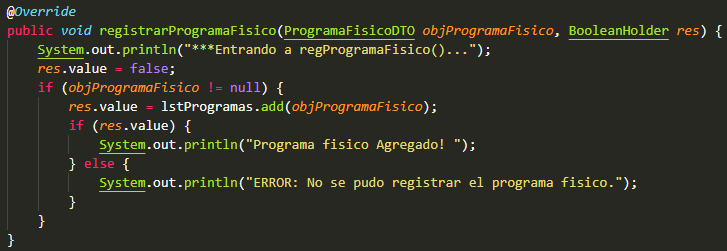 @Override
public void registrarProgramaFisico(ProgramaFisicoDTO objProgramaFisico, BooleanHolder res) {
    System.out.println("***Entrando a regProgramaFisico()...");
    res.value = false;
    if (objProgramaFisico != null) {
        res.value = lstProgramas.add(objProgramaFisico);
        if (res.value) {
            System.out.println("Programa fisico Agregado! ");
        } else {
            System.out.println("ERROR: No se pudo registrar el programa fisico.");
        }
    }
}